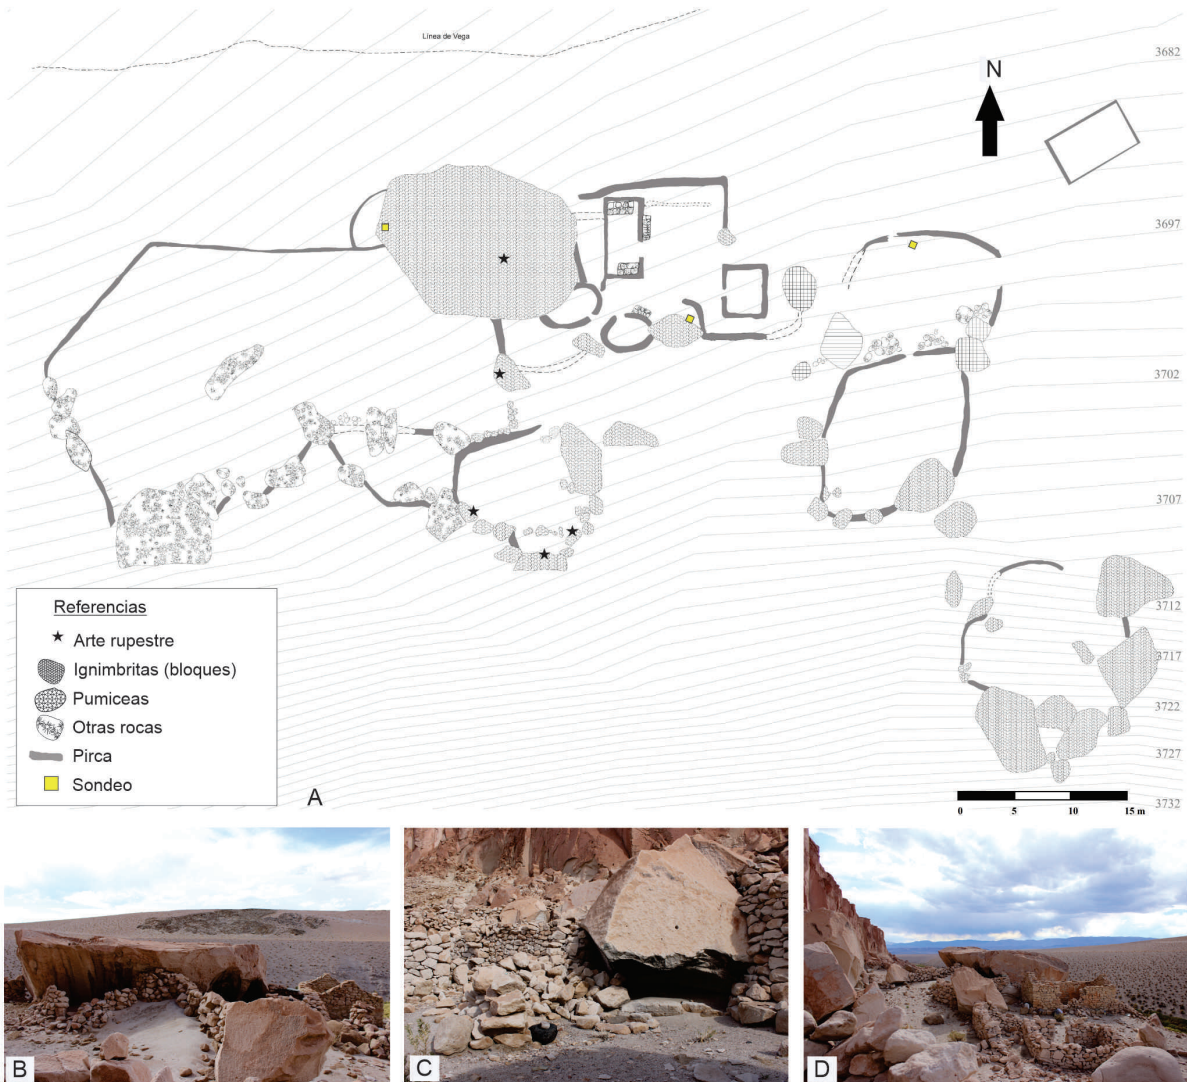 Línea de Vega
3682
N
3697
3702
3707
3712
3717
3722
3727
3732
Referencias
Arte rupestre
Ignimbritas (bloques)
Pumiceas
Otras rocas
Pirca
Sondeo
A
0 5 10 15 m
B
C
D